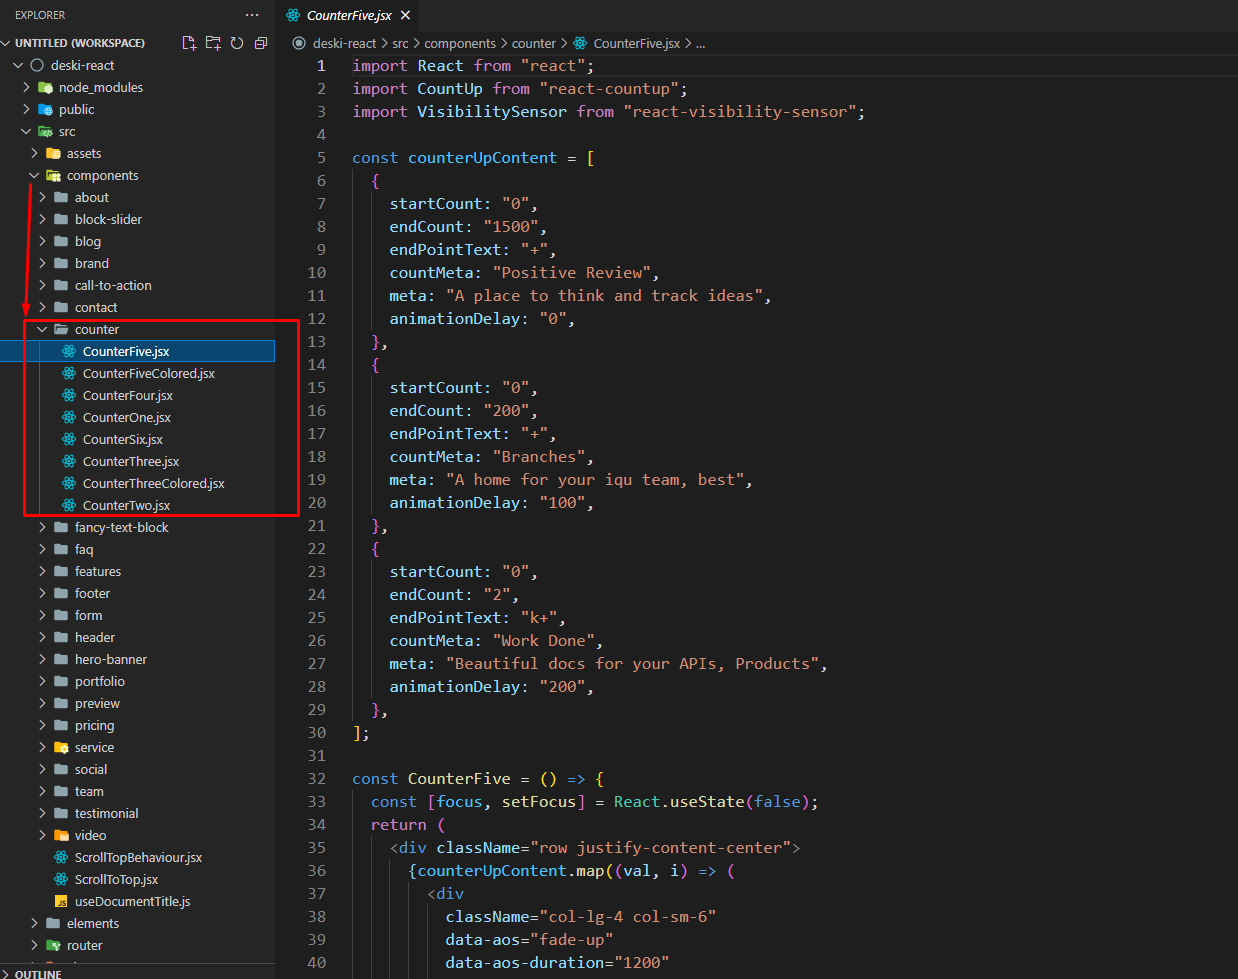 EXPLORER
UNTITLED (WORKSPACE)
deski-react
node_modules
public
src
assets
components
about
block-slider
blog
brand
call-to-action
contact
counter
CounterFive.jsx
CounterFiveColored.jsx
CounterFour.jsx
CounterOne.jsx
CounterSix.jsx
CounterThree.jsx
CounterThreeColored.jsx
CounterTwo.jsx
fancy-text-block
faq
features
footer
form
header
hero-banner
portfolio
preview
pricing
service
social
team
testimonial
video
ScrollTopBehaviour.jsx
ScrollToTop.jsx
JS useDocumentTitle.js
elements
router
OUTLINE
CounterFive.jsx
deski-react > src > components > counter > CounterFive.jsx > ...
1 import React from "react";
2 import CountUp from "react-countup";
3 import VisibilitySensor from "react-visibility-sensor";
4
5 const counterUpContent = [
6 {
7 startCount: "0",
8 endCount: "1500",
9 endPointText: "+",
10 countMeta: "Positive Review",
11 meta: "A place to think and track ideas",
12 animationDelay: "0",
13 },
14 {
15 startCount: "0",
16 endCount: "200",
17 endPointText: "+",
18 countMeta: "Branches",
19 meta: "A home for your iqu team, best",
20 animationDelay: "100",
21 },
22 {
23 startCount: "0",
24 endCount: "2",
25 endPointText: "k+",
26 countMeta: "Work Done",
27 meta: "Beautiful docs for your APIs, Products",
28 animationDelay: "200",
29 },
30 ];
31
32 const CounterFive = () => {
33 const [focus, setFocus] = React.useState(false);
34 return (
35 <div className="row justify-content-center">
36 {counterUpContent.map((val, i) => (
37 <div
38 className="col-lg-4 col-sm-6"
39 data-aos="fade-up"
40 data-aos-duration="1200"